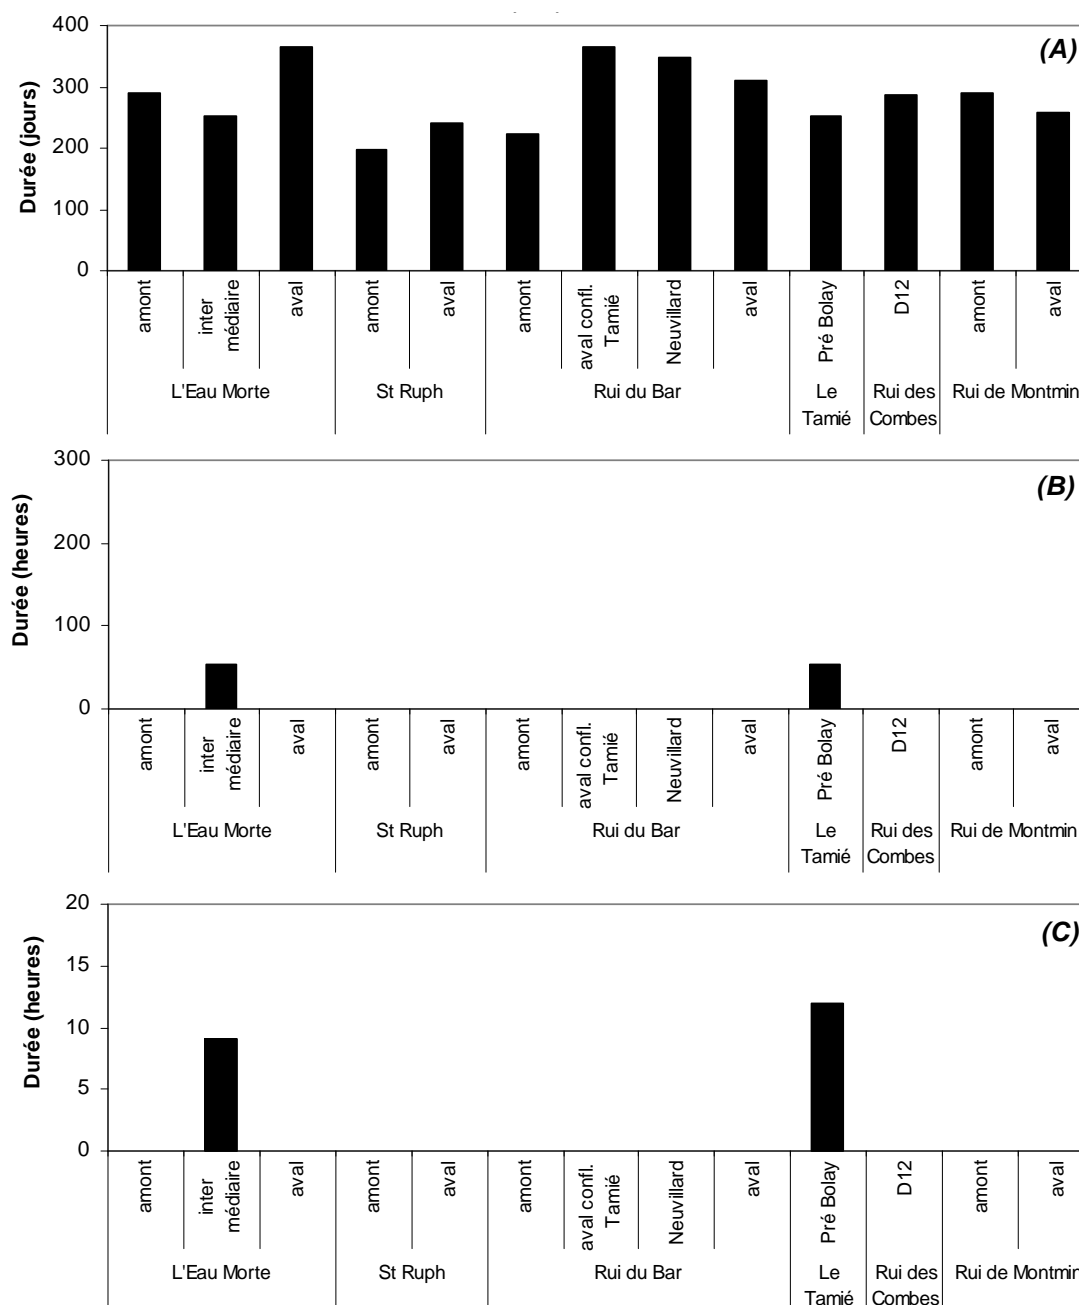 (A)
Durée (jours)
400
300
200
100
0
amont
inter
médiaire
aval
amont
aval
amont
aval confl.
Tamié
Neuvillard
aval
Pré Bolay
D12
amont
aval
L'Eau Morte
St Ruph
Rui du Bar
Le
Tamié
Rui des
Combes
Rui de Montmin
(B)
Durée (heures)
300
200
100
0
amont
inter
médiaire
aval
amont
aval
amont
aval confl.
Tamié
Neuvillard
aval
Pré Bolay
D12
amont
aval
L'Eau Morte
St Ruph
Rui du Bar
Le
Tamié
Rui des
Combes
Rui de Montmin
(C)
Durée (heures)
20
15
10
5
0
amont
inter
médiaire
aval
amont
aval
amont
aval confl.
Tamié
Neuvillard
aval
Pré Bolay
D12
amont
aval
L'Eau Morte
St Ruph
Rui du Bar
Le
Tamié
Rui des
Combes
Rui de Montmin